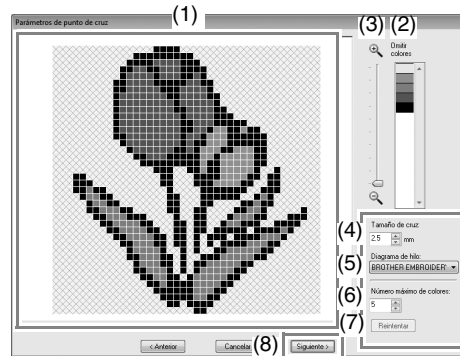 (1)
Parámetros de punto de cruz
(3) (2)
Omitir
colores
Tamaño de cruz:
(4) 2.5 mm
Diagrama de hilo:
(5) BROTHER EMBROIDERY
Número máximo de colores:
(6) 5
(7) Reintentar
< Anterior Cancelar (8) Siguiente >